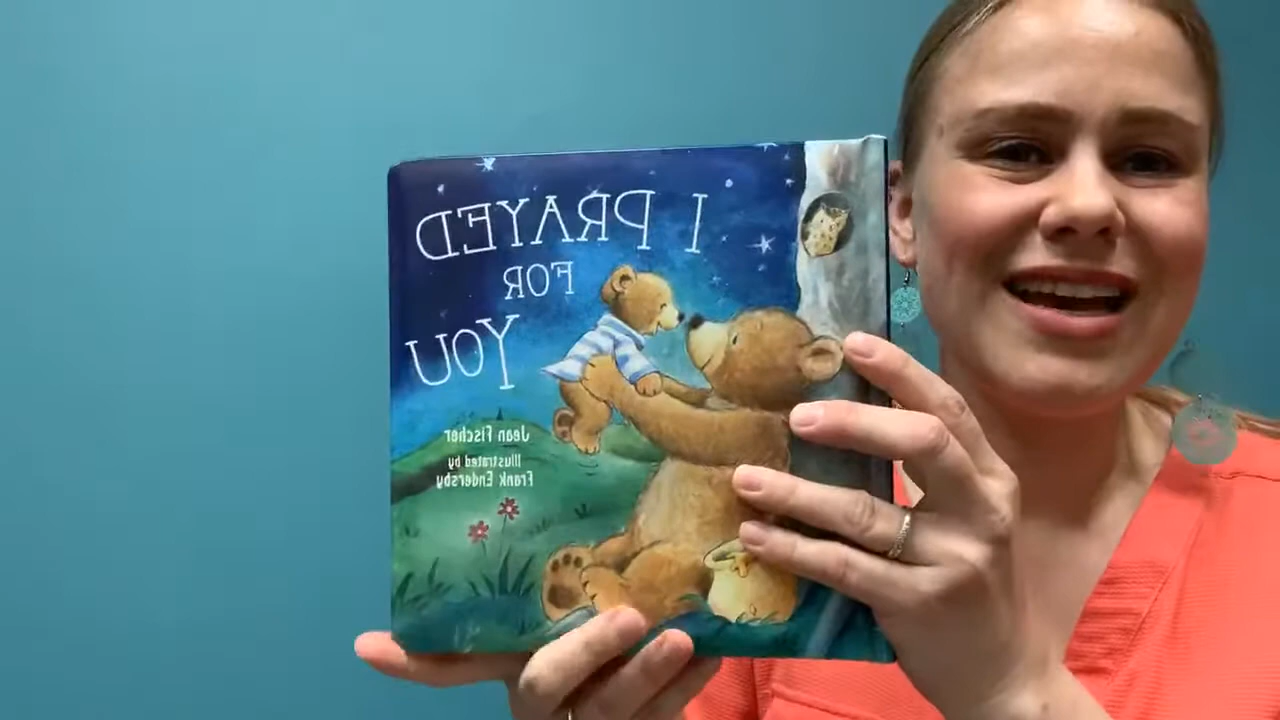 I PRAYED
FOR
YOU
Jean Fischer
Illustrated by
Frank Endersby